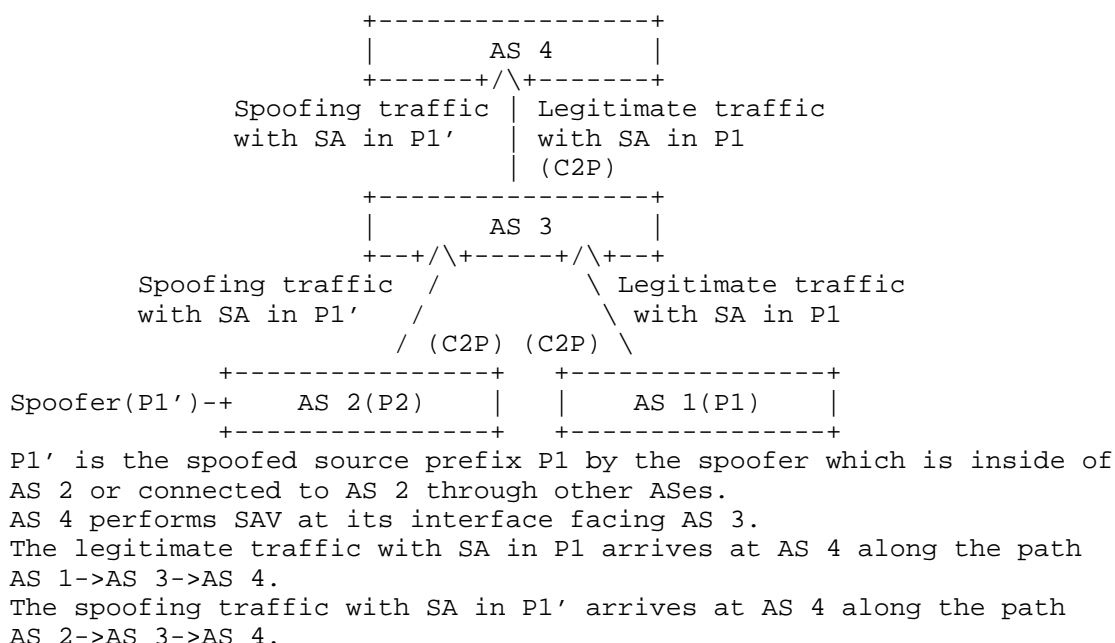 +-----------------+
                      |       AS 4      |
                      +------+/\+-------+
              Spoofing traffic | Legitimate traffic
              with SA in P1'   | with SA in P1
                               | (C2P)
                      +-----------------+
                      |       AS 3      |
                      +--+/\+-----+/\+--+
        Spoofing traffic  /         \ Legitimate traffic
        with SA in P1'   /           \ with SA in P1
                        / (C2P) (C2P) \
             +----------------+   +----------------+
Spoofer(P1')-+    AS 2(P2)    |   |    AS 1(P1)    |
             +----------------+   +----------------+
P1' is the spoofed source prefix P1 by the spoofer which is inside of
AS 2 or connected to AS 2 through other ASes.
AS 4 performs SAV at its interface facing AS 3.
The legitimate traffic with SA in P1 arrives at AS 4 along the path
AS 1->AS 3->AS 4.
The spoofing traffic with SA in P1' arrives at AS 4 along the path
AS 2->AS 3->AS 4.